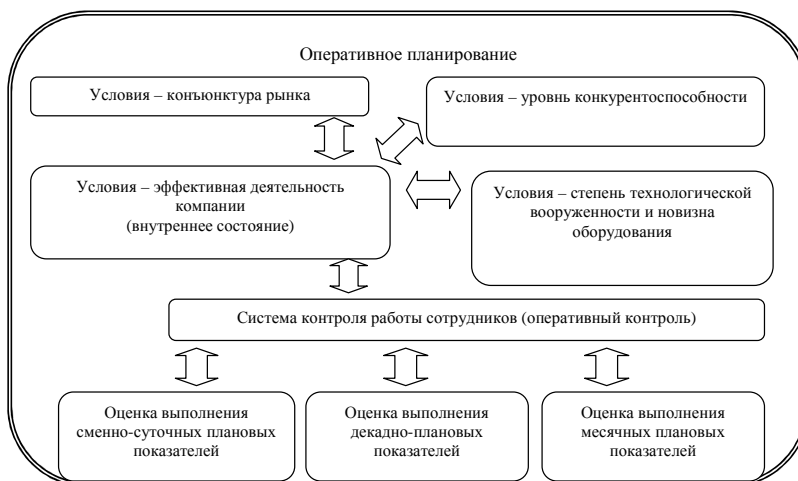 Оперативное планирование
Условия – конъюнктура рынка
Условия – уровнь конкурентоспособности
Условия – эффективная деятельность
компании
(внутреннее состояние)
Условия – степень технологической
вооруженности и новизна
оборудования
Система контроля работы сотрудников (оперативный контроль)
Оценка выполнения
сменно-суточных плановых
показателей
Оценка выполнения
декадно-плановых
показателей
Оценка выполнения
месячных плановых
показателей